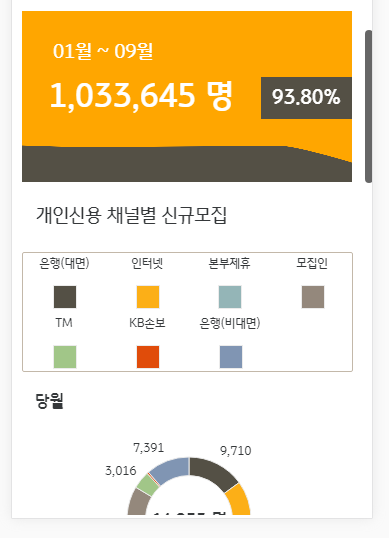 01월 ~ 09월
1,033,645 명
93.80%
개인신용 채널별 신규모집
은행(대면) 인터넷 본부제휴 모집인
TM KB손보 은행(비대면)
당월
7,391 9,710
3,016